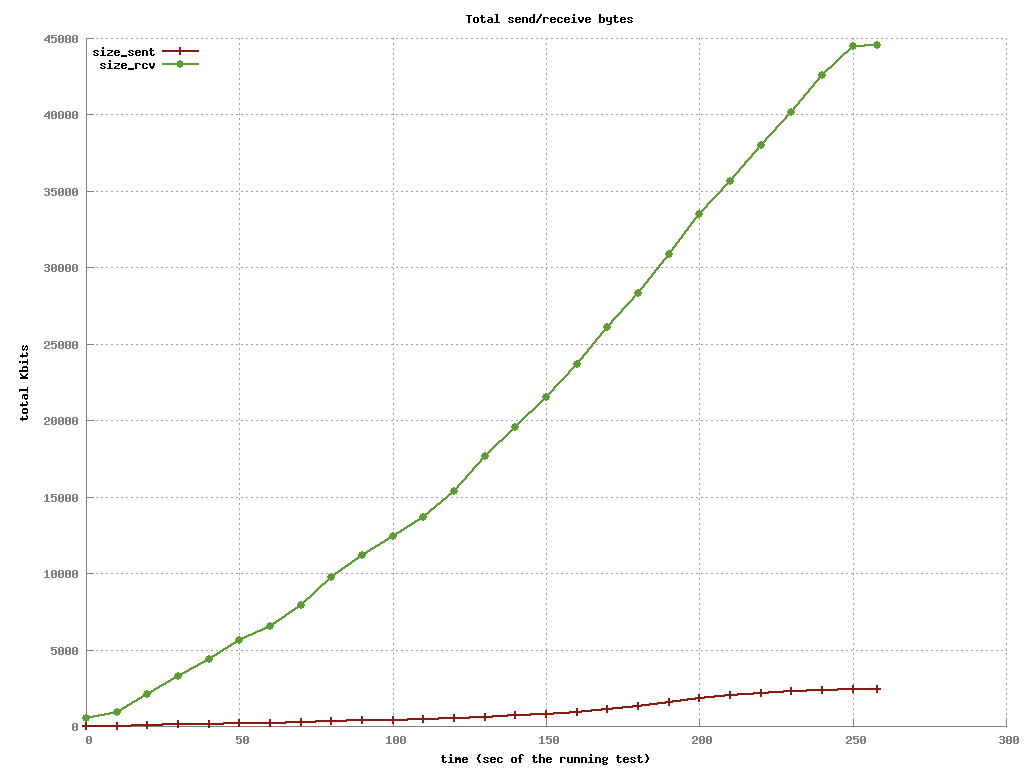 Total send/receive bytes
45000
size_sent
size_rcv
40000
35000
30000
25000
total Kbits
20000
15000
10000
5000
0
0 50 100 150 200 250 300
time (sec of the running test)